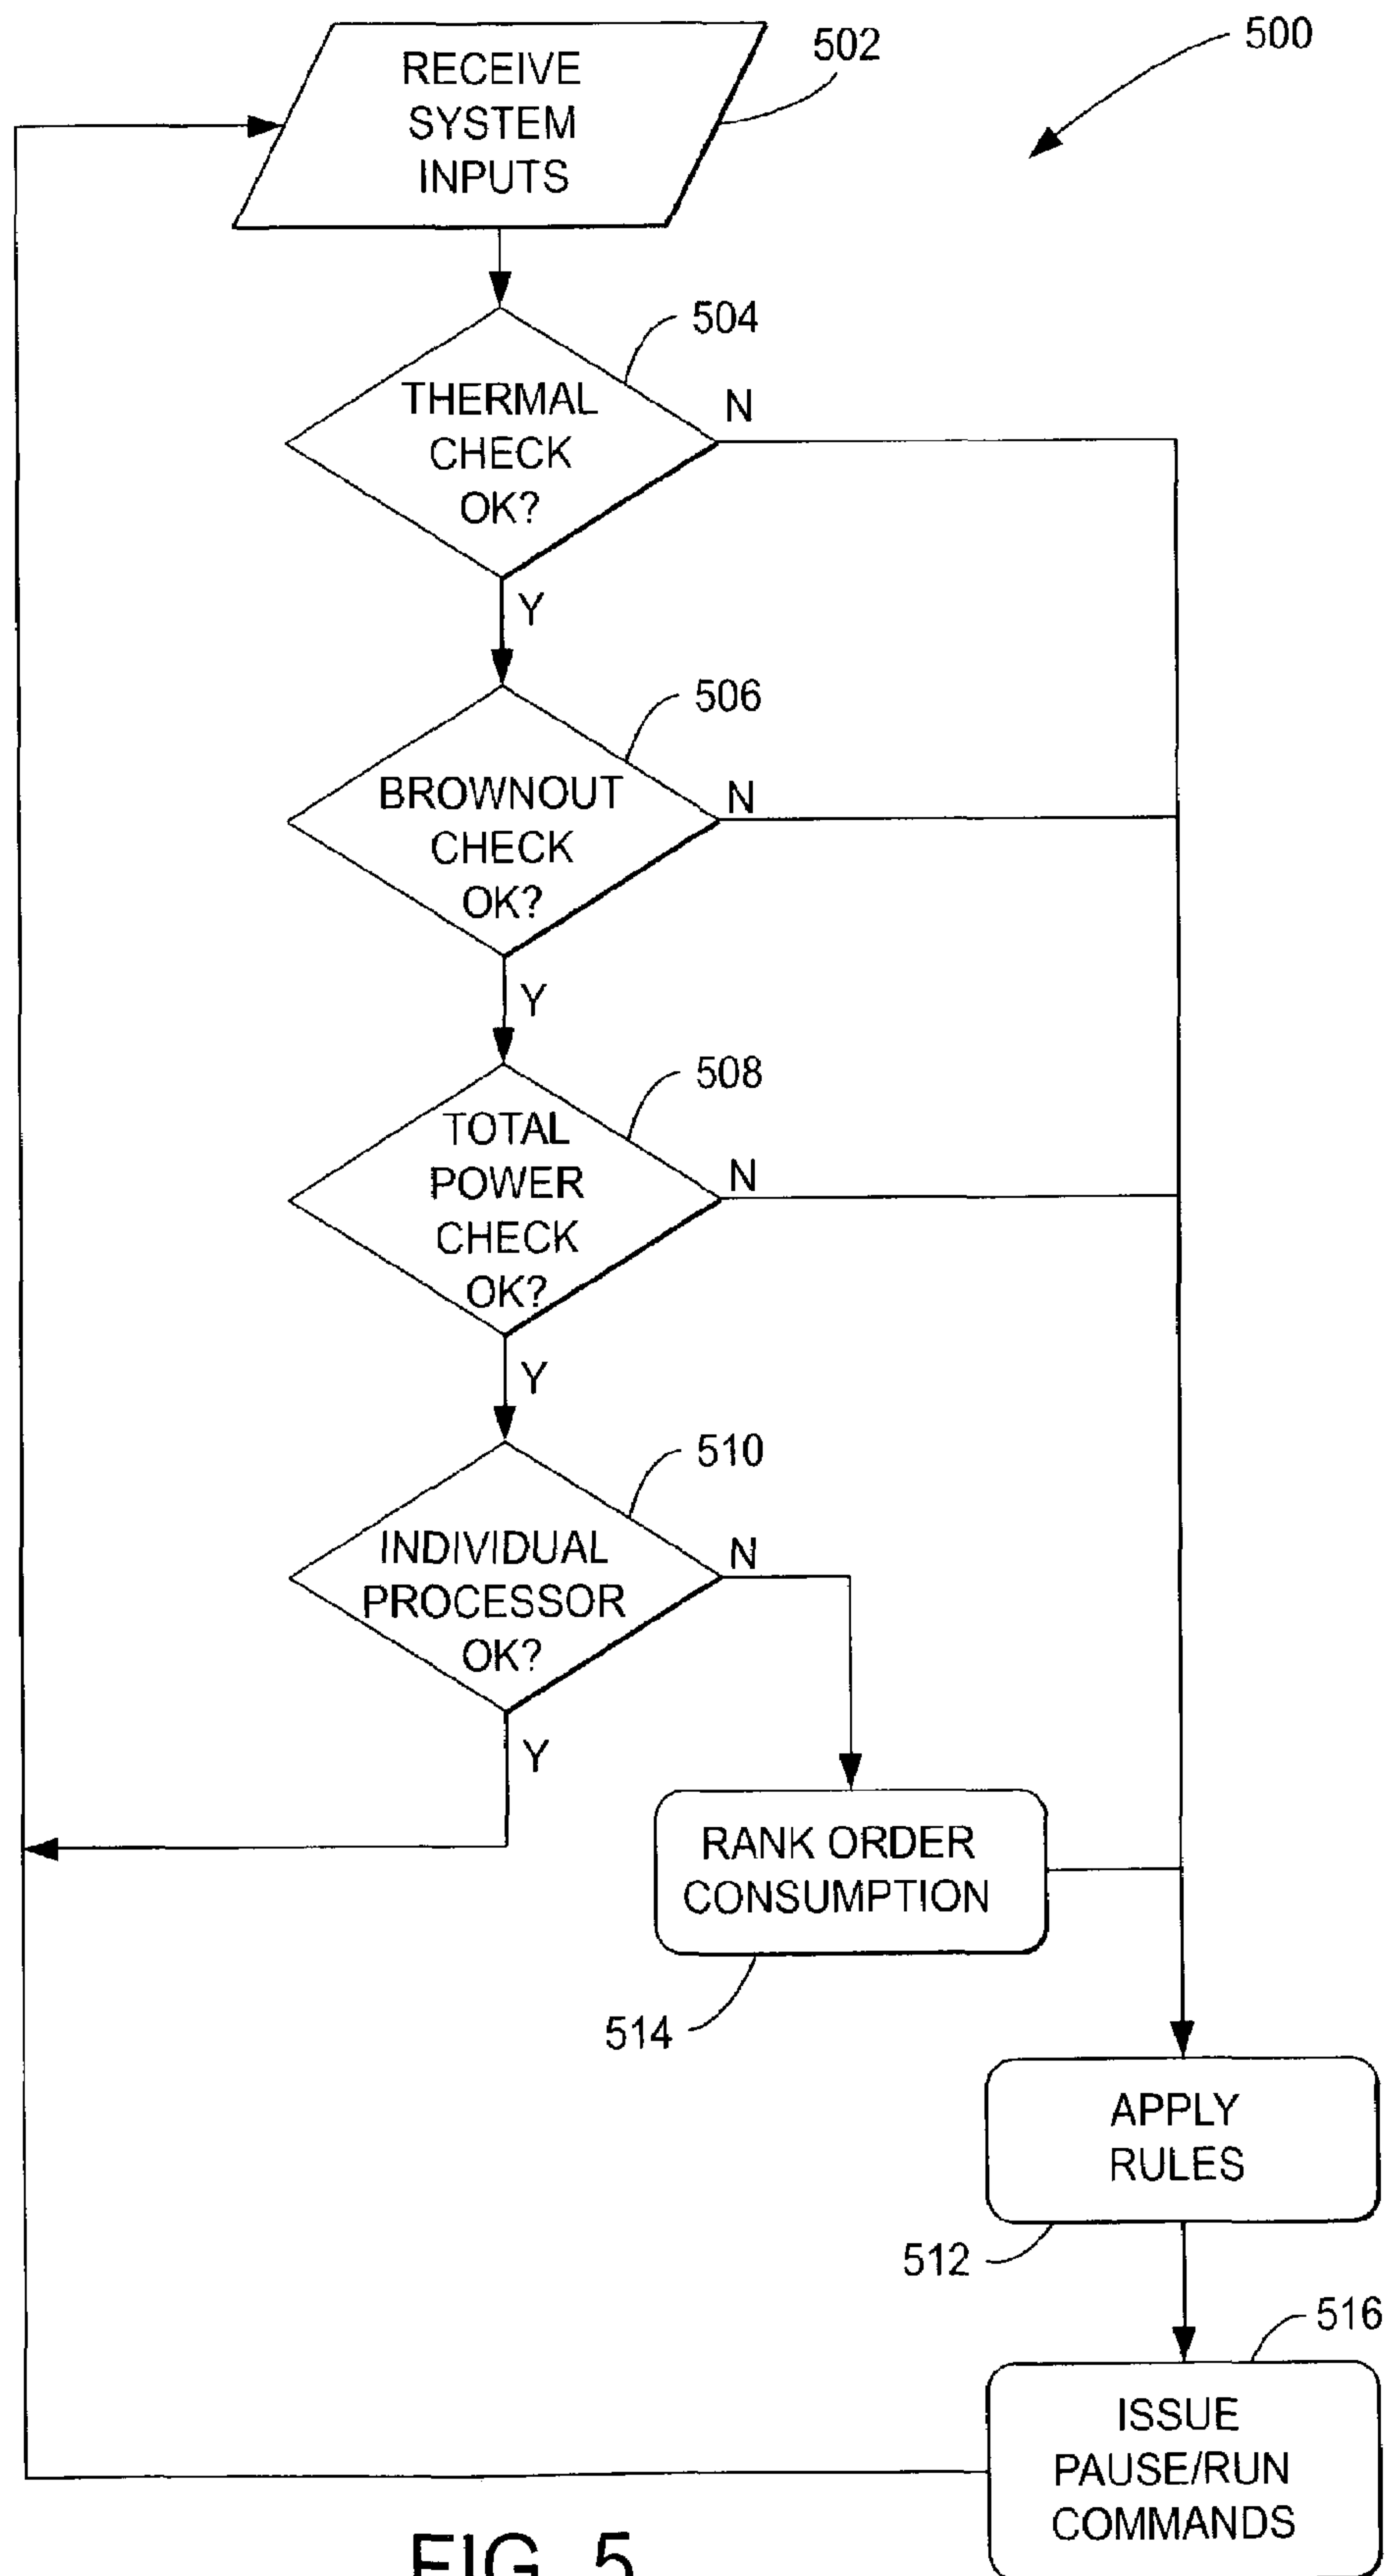 500
502
RECEIVE
SYSTEM
INPUTS
504
THERMAL
CHECK
OK?
N
Y
506
BROWNOUT
CHECK
OK?
N
Y
508
TOTAL
POWER
CHECK
OK?
N
Y
510
INDIVIDUAL
PROCESSOR
OK?
N
Y
RANK ORDER
CONSUMPTION
514
APPLY
RULES
512
516
ISSUE
PAUSE/RUN
COMMANDS
FIG. 5